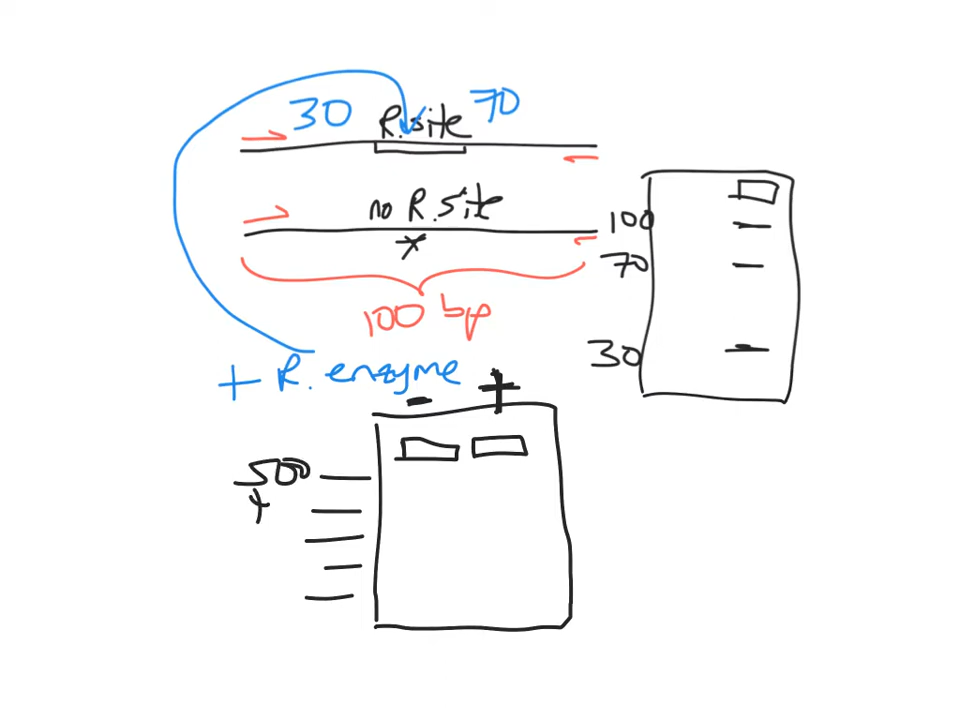 30 R.site 70
no R.site
100
70
30
100 bp
+ R. enzyme
- +
500